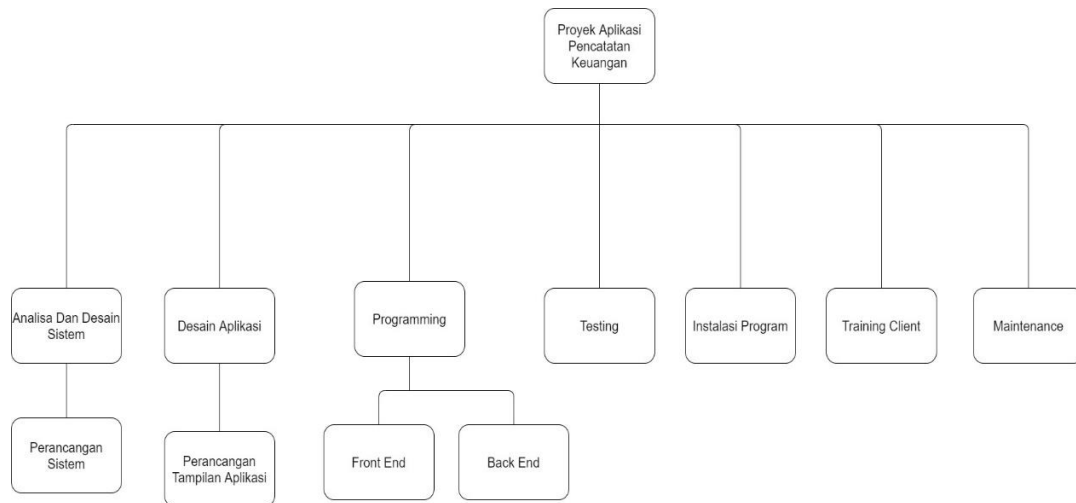 Proyek Aplikasi
Pencatatan
Keuangan
Analisa Dan Desain
Sistem
Desain Aplikasi
Programming
Testing
Instalasi Program
Training Client
Maintenance
Perancangan
Sistem
Perancangan
Tampilan Aplikasi
Front End
Back End